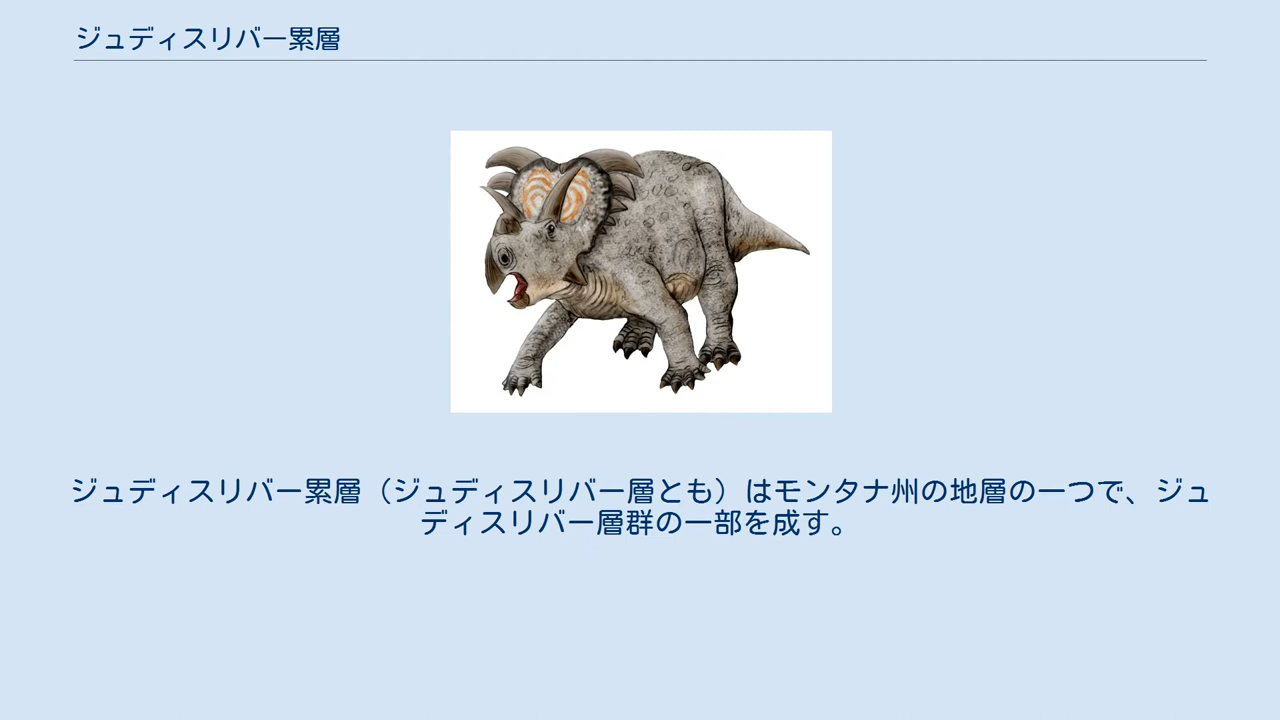 ジュディスリバー累層
ジュディスリバー累層（ジュディスリバー層とも）はモンタナ州の地層の一つで、ジュ
ディスリバー層群の一部を成す。